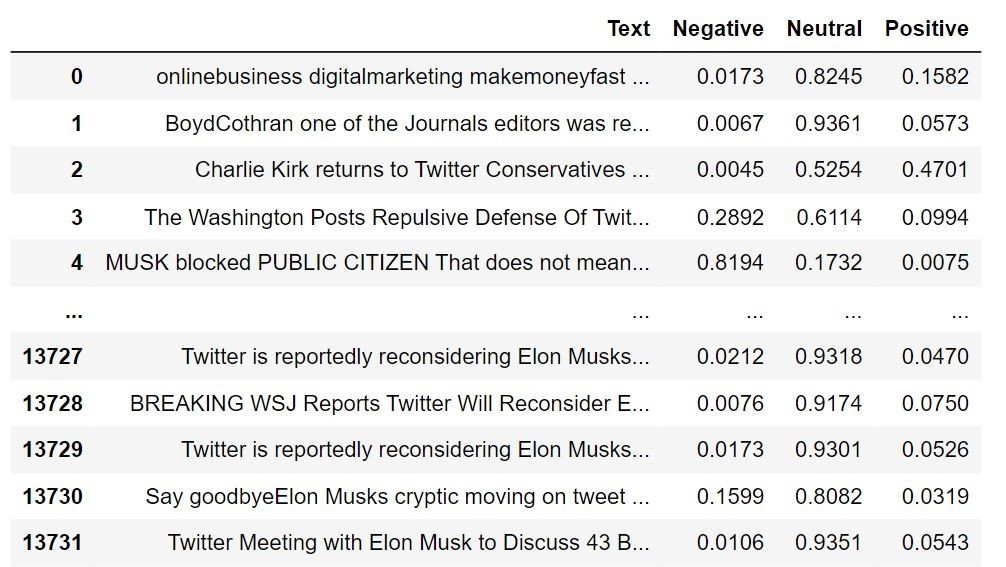 Text Negative Neutral Positive
0 onlinebusiness digitalmarketing makemoneyfast ... 0.0173 0.8245 0.1582
1 BoydCothran one of the Journals editors was re... 0.0067 0.9361 0.0573
2 Charlie Kirk returns to Twitter Conservatives ... 0.0045 0.5254 0.4701
3 The Washington Posts Repulsive Defense Of Twit... 0.2892 0.6114 0.0994
4 MUSK blocked PUBLIC CITIZEN That does not mean... 0.8194 0.1732 0.0075
... ... ... ... ...
13727 Twitter is reportedly reconsidering Elon Musks... 0.0212 0.9318 0.0470
13728 BREAKING WSJ Reports Twitter Will Reconsider E... 0.0076 0.9174 0.0750
13729 Twitter is reportedly reconsidering Elon Musks... 0.0173 0.9301 0.0526
13730 Say goodbyeElon Musks cryptic moving on tweet ... 0.1599 0.8082 0.0319
13731 Twitter Meeting with Elon Musk to Discuss 43 B... 0.0106 0.9351 0.0543